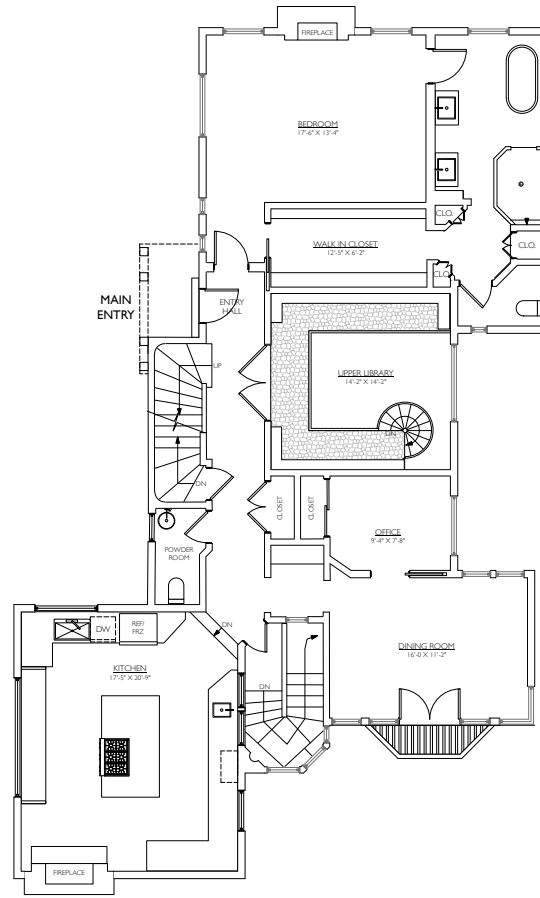 FIREPLACE
BEDROOM
17'-6" X 13'-4"
CLO.
WALK IN CLOSET
12'-5" X 6'-2"
CLO.
CLO.
MAIN
ENTRY
ENTRY
HALL
UP
UPPER LIBRARY
14'-2" X 14'-2"
DN
DN
CLOSET
CLOSET
OFFICE
9'-4" X 7'-8"
POWDER
ROOM
DN
DW
REF/
FRZ
KITCHEN
17'-5" X 20'-9"
DN
DINING ROOM
16'-0 X 11'-2"
FIREPLACE